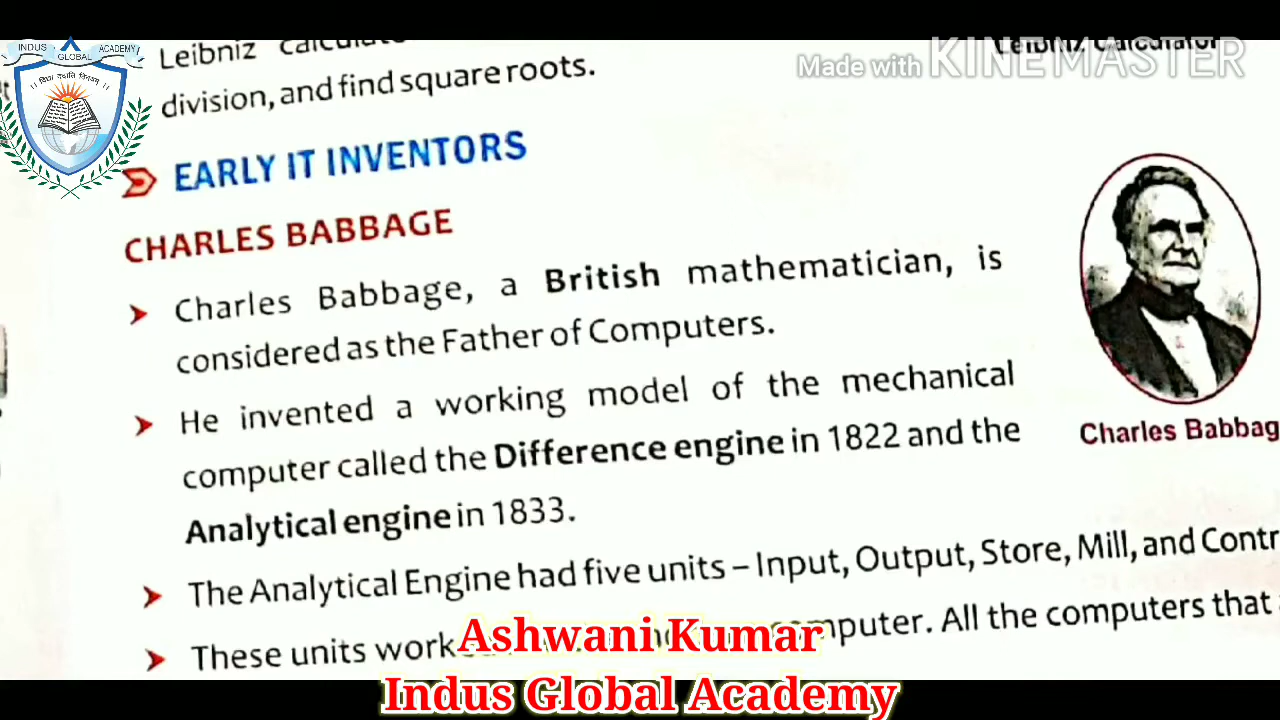 INDUS GLOBAL ACADEMY
Leibniz
division, and find square roots.
Made with KINEMASTER
Leibniz Calculator
EARLY IT INVENTORS
CHARLES BABBAGE
Charles Babbage, a British mathematician, is
considered as the Father of Computers.
He invented a working model of the mechanical
computer called the Difference engine in 1822 and the
Analytical engine in 1833.
Charles Babbag
The Analytical Engine had five units – Input, Output, Store, Mill, and Contr
These units work computer. All the computers that
Ashwani Kumar
Indus Global Academy